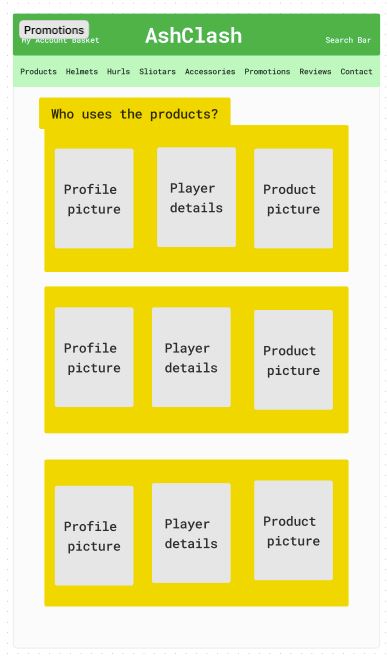 Promotions
My Account Basket
AshClash
Search Bar
Products Helmets Hurls Sliotars Accessories Promotions Reviews Contact
Who uses the products?
Profile
picture
Player
details
Product
picture
Profile
picture
Player
details
Product
picture
Profile
picture
Player
details
Product
picture